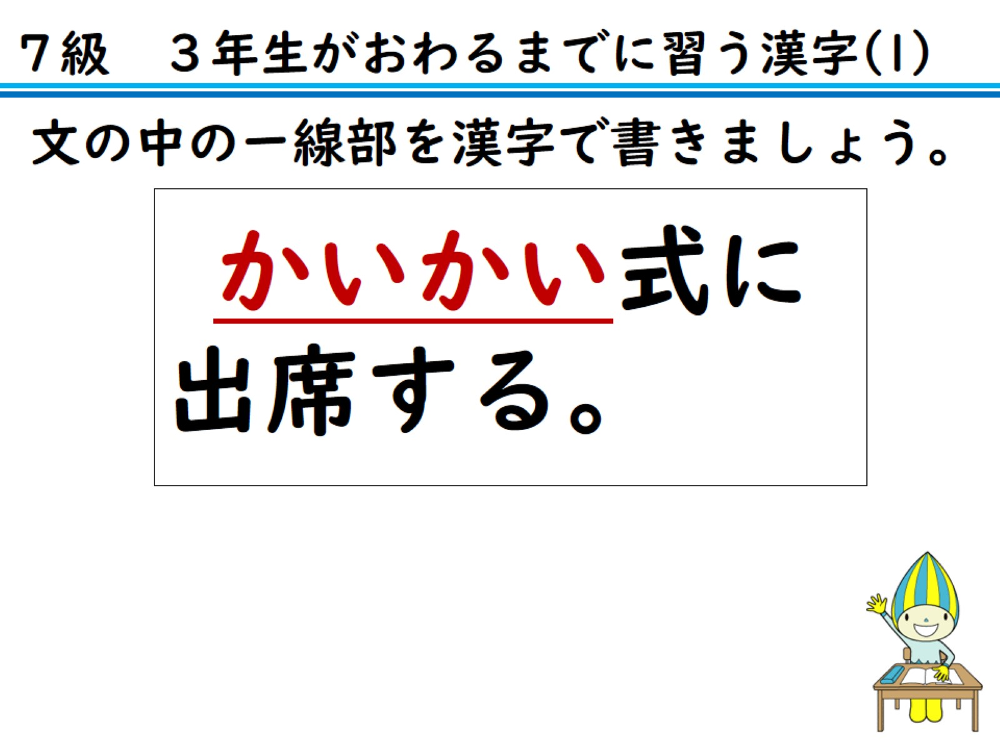 ７級　３年生がおわるまでに習う漢字(1)
文の中の一線部を漢字で書きましょう。
かいかい式に
出席する。